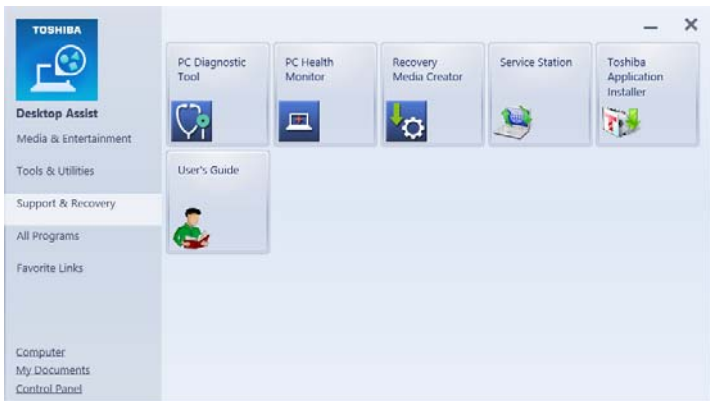 TOSHIBA
Desktop Assist
Media & Entertainment
Tools & Utilities
Support & Recovery
All Programs
Favorite Links
Computer
My Documents
Control Panel
PC Diagnostic
Tool
PC Health
Monitor
Recovery
Media Creator
Service Station
Toshiba
Application
Installer
User's Guide